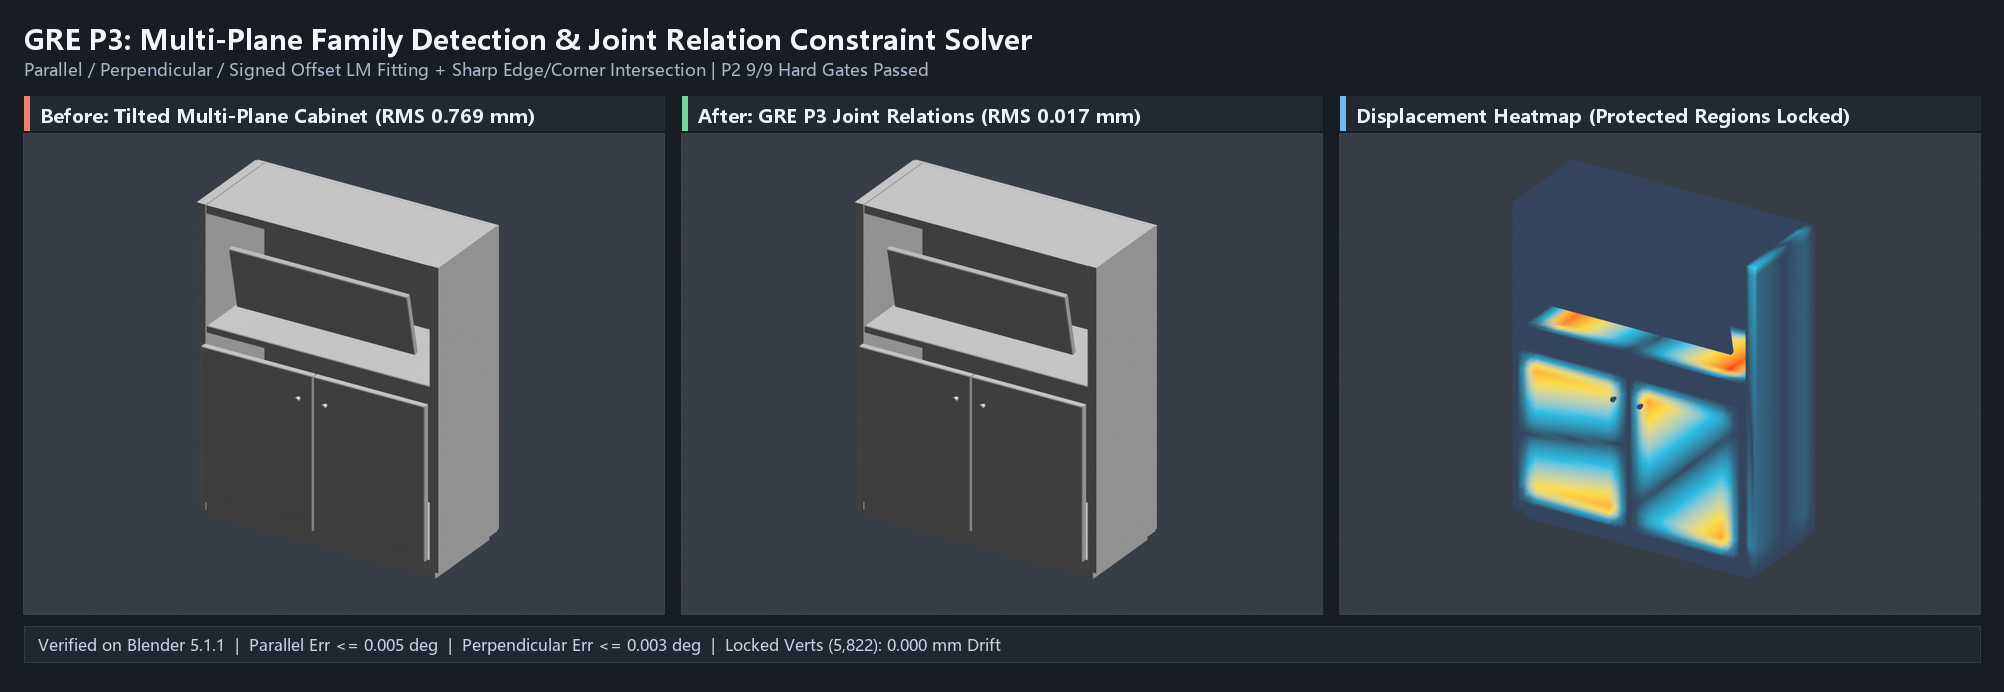 GRE P3: Multi-Plane Family Detection & Joint Relation Constraint Solver
Parallel / Perpendicular / Signed Offset LM Fitting + Sharp Edge/Corner Intersection | P2 9/9 Hard Gates Passed
Before: Tilted Multi-Plane Cabinet (RMS 0.769 mm)
After: GRE P3 Joint Relations (RMS 0.017 mm)
Displacement Heatmap (Protected Regions Locked)
Verified on Blender 5.1.1 | Parallel Err <= 0.005 deg | Perpendicular Err <= 0.003 deg | Locked Verts (5,822): 0.000 mm Drift